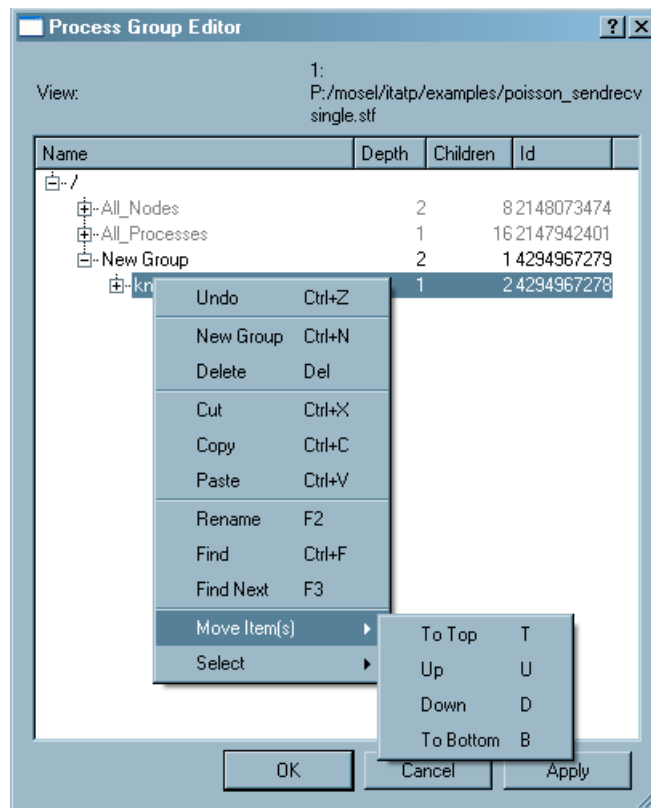 Process Group Editor
View:
1:
P:/mosel/itatp/examples/poisson_sendrecv
single.stf
Name Depth Children Id
/
All_Nodes 2 8 2148073474
All_Processes 1 16 2147942401
New Group 2 1 4294967279
1 2 4294967278
Undo Ctrl+Z
New Group Ctrl+N
Delete Del
Cut Ctrl+X
Copy Ctrl+C
Paste Ctrl+V
Rename F2
Find Ctrl+F
Find Next F3
Move Item(s)
Select
To Top T
Up U
Down D
To Bottom B
OK Cancel Apply